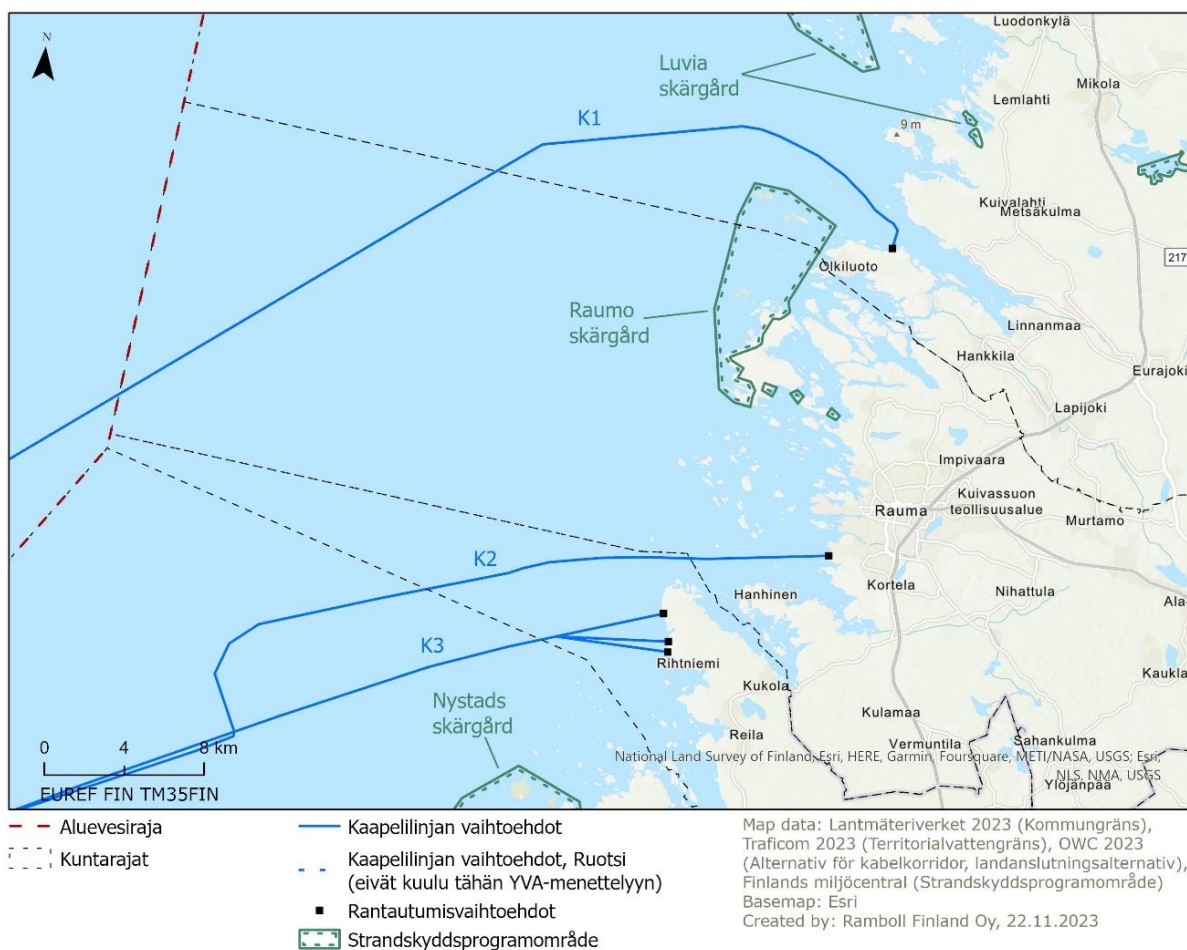 N
Luodonkylä
Luvia
skärgård
Mikola
Lemlahti
K1
9 m
Kuivalahti
Metsäkulma
217
Olkiluoto
Raumo
skärgård
Linnanmaa
Hankkila
Eurajoki
Lapijoki
Impivaara
Kuivassuon
teollisuusalue
Rauma
Murtamo
K2
Kortela
Nihattula
Hanhinen
Ala-
K3
Rihtniemi
Kaukla
Kukola
Nystads
skärgård
Kulamaa
Reila
Vermuntila
Sahankulma
0 4 8 km
National Land Survey of Finland, Esri, HERE, Garmin, Foursquare, METI/NASA, USGS; Esri,
NLS, NMA, USGS
Ylöjänpää
EUREF FIN TM35FIN
Aluevesiraja
Kuntarajat
Kaapelilinjan vaihtoehdot
Kaapelilinjan vaihtoehdot, Ruotsi
(eivät kuulu tähän YVA-menettelyyn)
Rantautumisvaihtoehdot
Strandskyddsprogramområde
Map data: Lantmäteriverket 2023 (Kommungräns),
Traficom 2023 (Territorialvattengräns), OWC 2023
(Alternativ för kabelkorridor, landanslutningsalternativ),
Finlands miljöcentral (Strandskyddsprogramområde)
Basemap: Esri
Created by: Ramboll Finland Oy, 22.11.2023